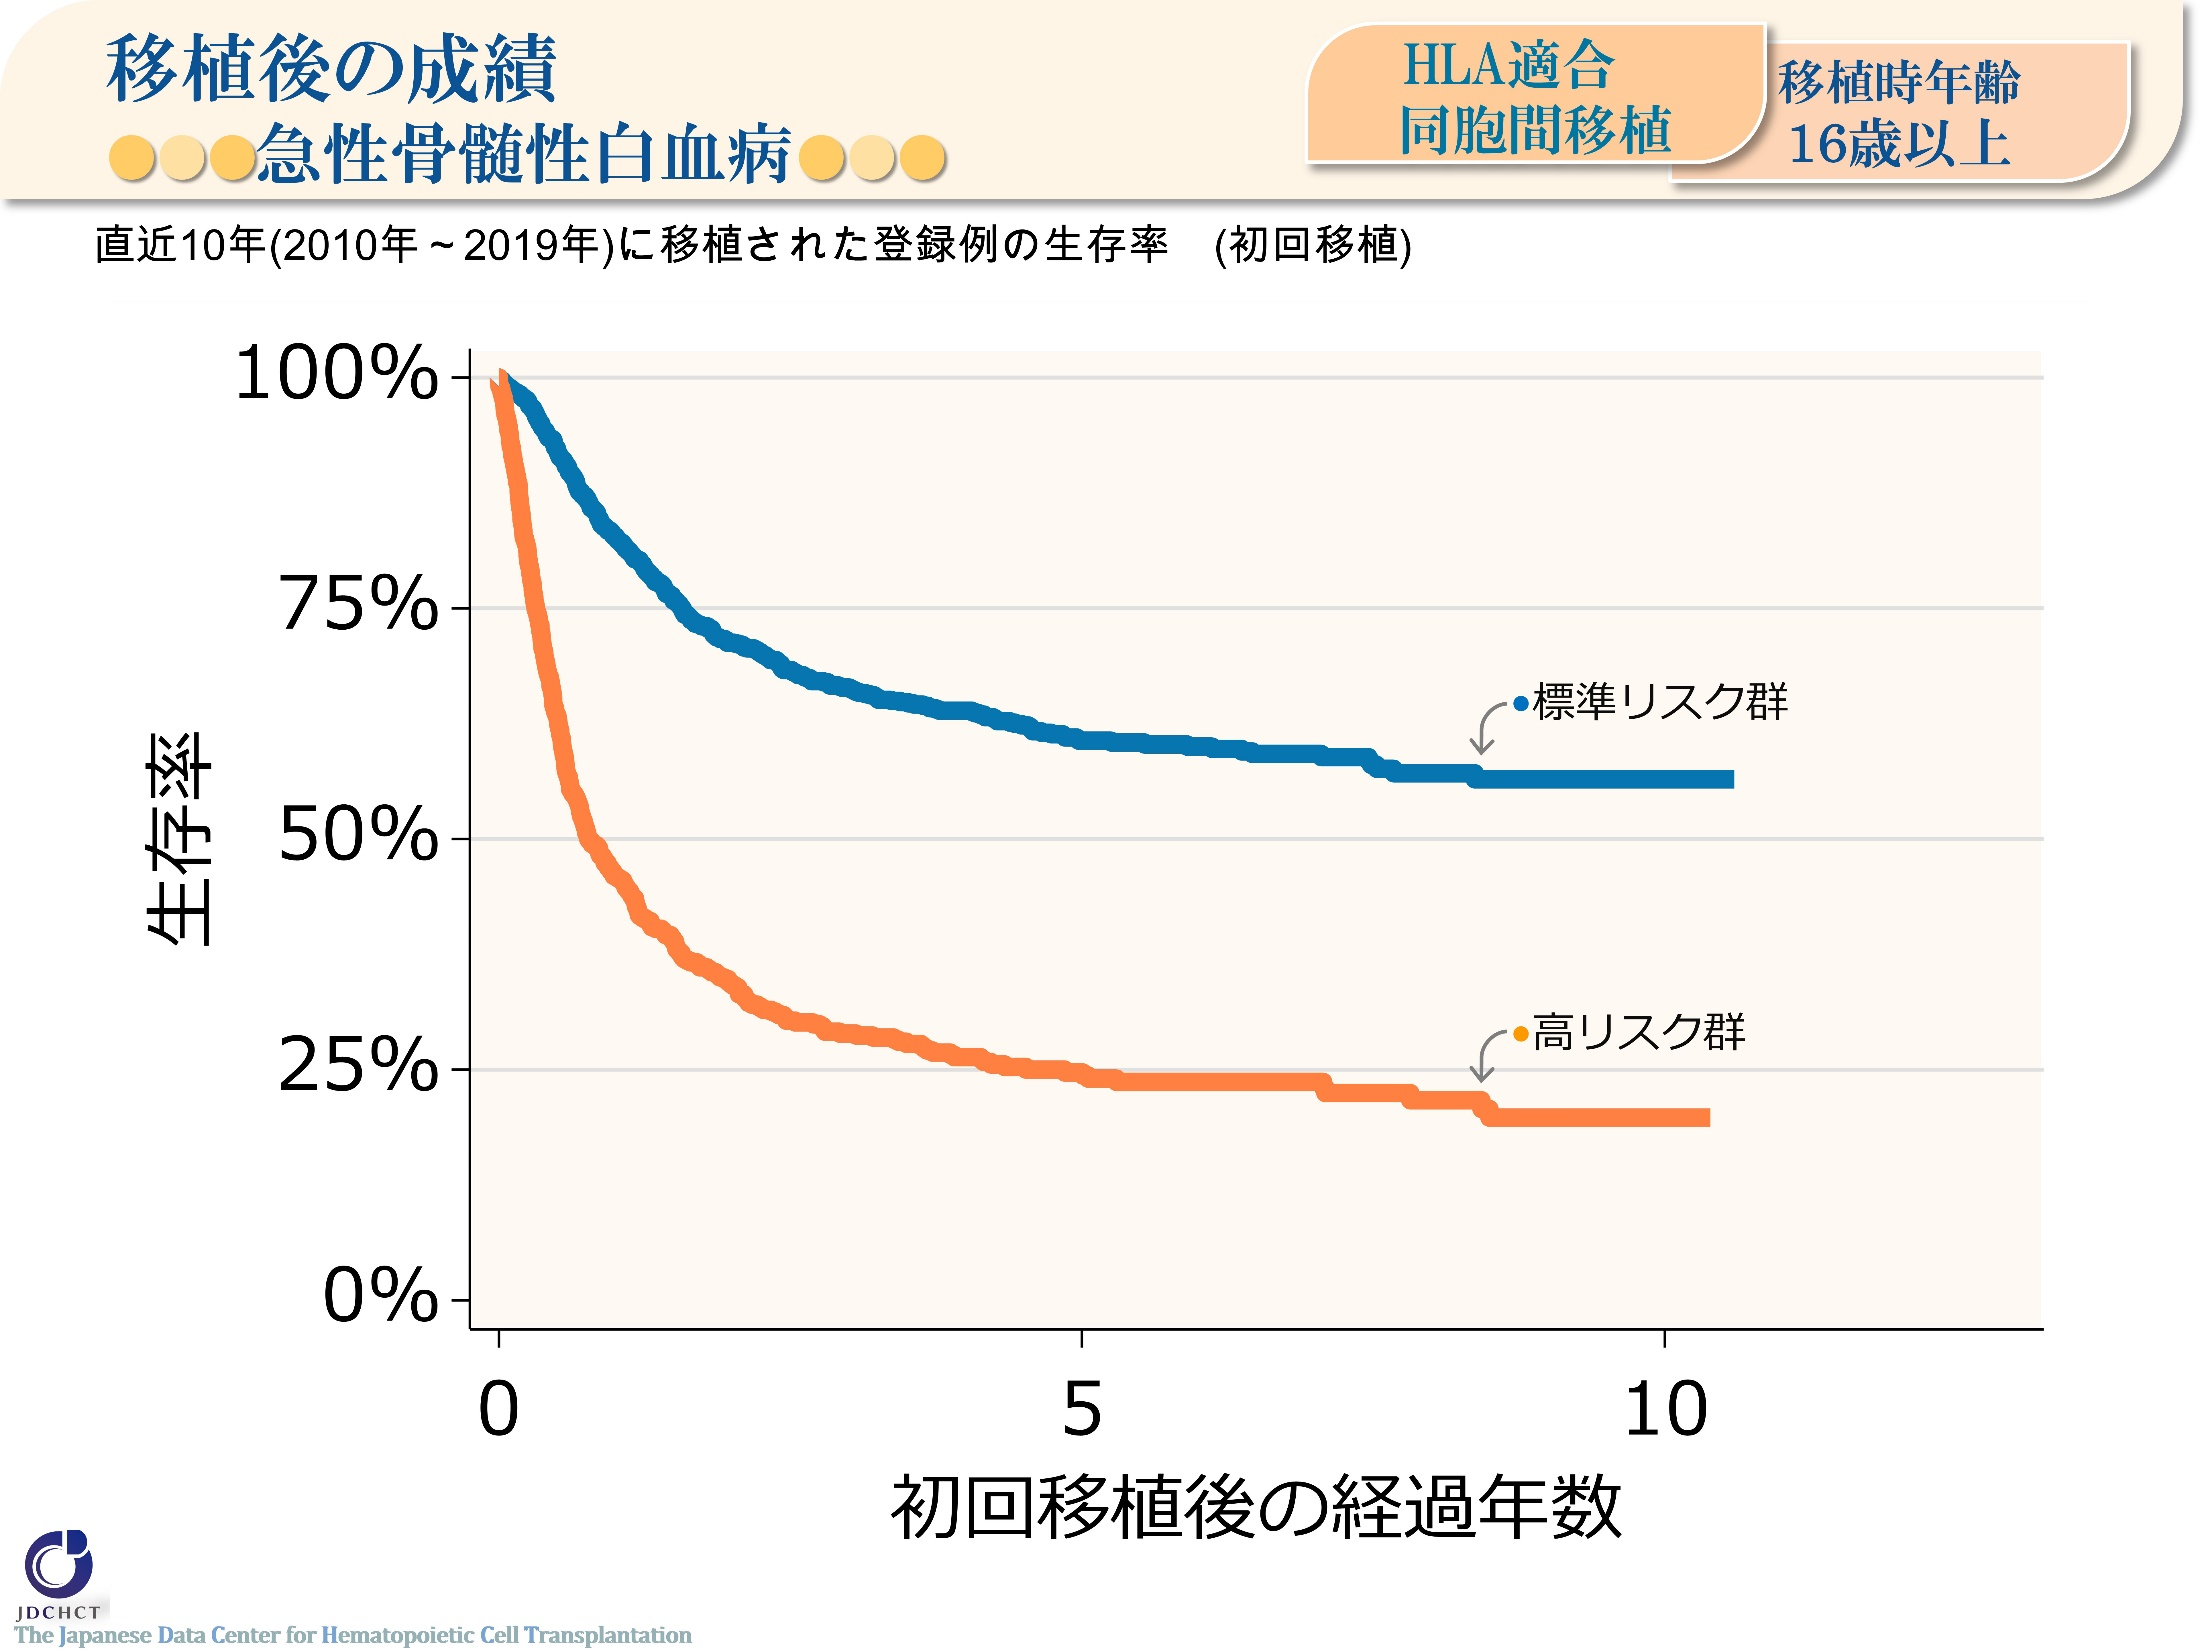 移植後の成績
急性骨髄性白血病
HLA適合
同胞間移植
移植時年齢
16歳以上
直近10年(2010年～2019年)に移植された登録例の生存率　(初回移植)
100%
75%
50%
25%
0%
生存率
標準リスク群
高リスク群
0
5
10
初回移植後の経過年数
JDCHCT
The Japanese Data Center for Hematopoietic Cell Transplantation